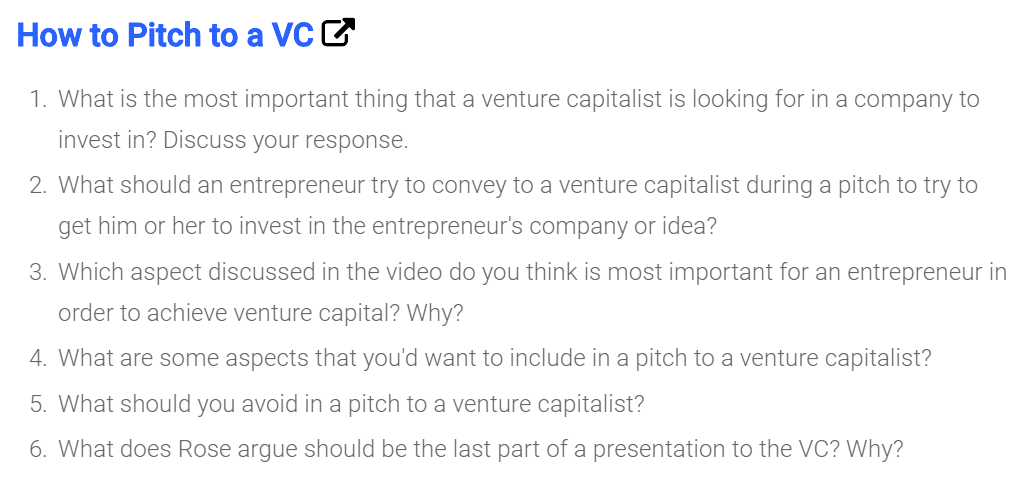 How to Pitch to a VC
1. What is the most important thing that a venture capitalist is looking for in a company to
invest in? Discuss your response.
2. What should an entrepreneur try to convey to a venture capitalist during a pitch to try to
get him or her to invest in the entrepreneur's company or idea?
3. Which aspect discussed in the video do you think is most important for an entrepreneur in
order to achieve venture capital? Why?
4. What are some aspects that you'd want to include in a pitch to a venture capitalist?
5. What should you avoid in a pitch to a venture capitalist?
6. What does Rose argue should be the last part of a presentation to the VC? Why?